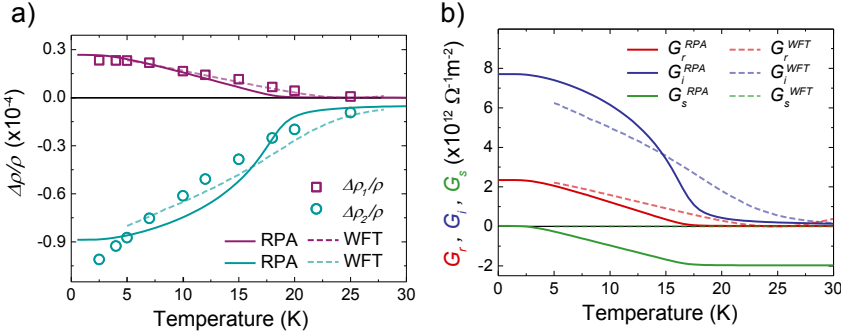 a)
Δρ/ρ (x10⁻⁴)
0.3
0.0
-0.3
-0.6
-0.9
Δρ₁/ρ
Δρ₂/ρ
RPA WFT
RPA WFT
0 5 10 15 20 25 30
Temperature (K)
b)
G_r , G_i , G_s (x10¹² Ω⁻¹m⁻²)
8
6
4
2
0
-2
G_r^RPA G_r^WFT
G_i^RPA G_i^WFT
G_s^RPA G_s^WFT
0 5 10 15 20 25 30
Temperature (K)